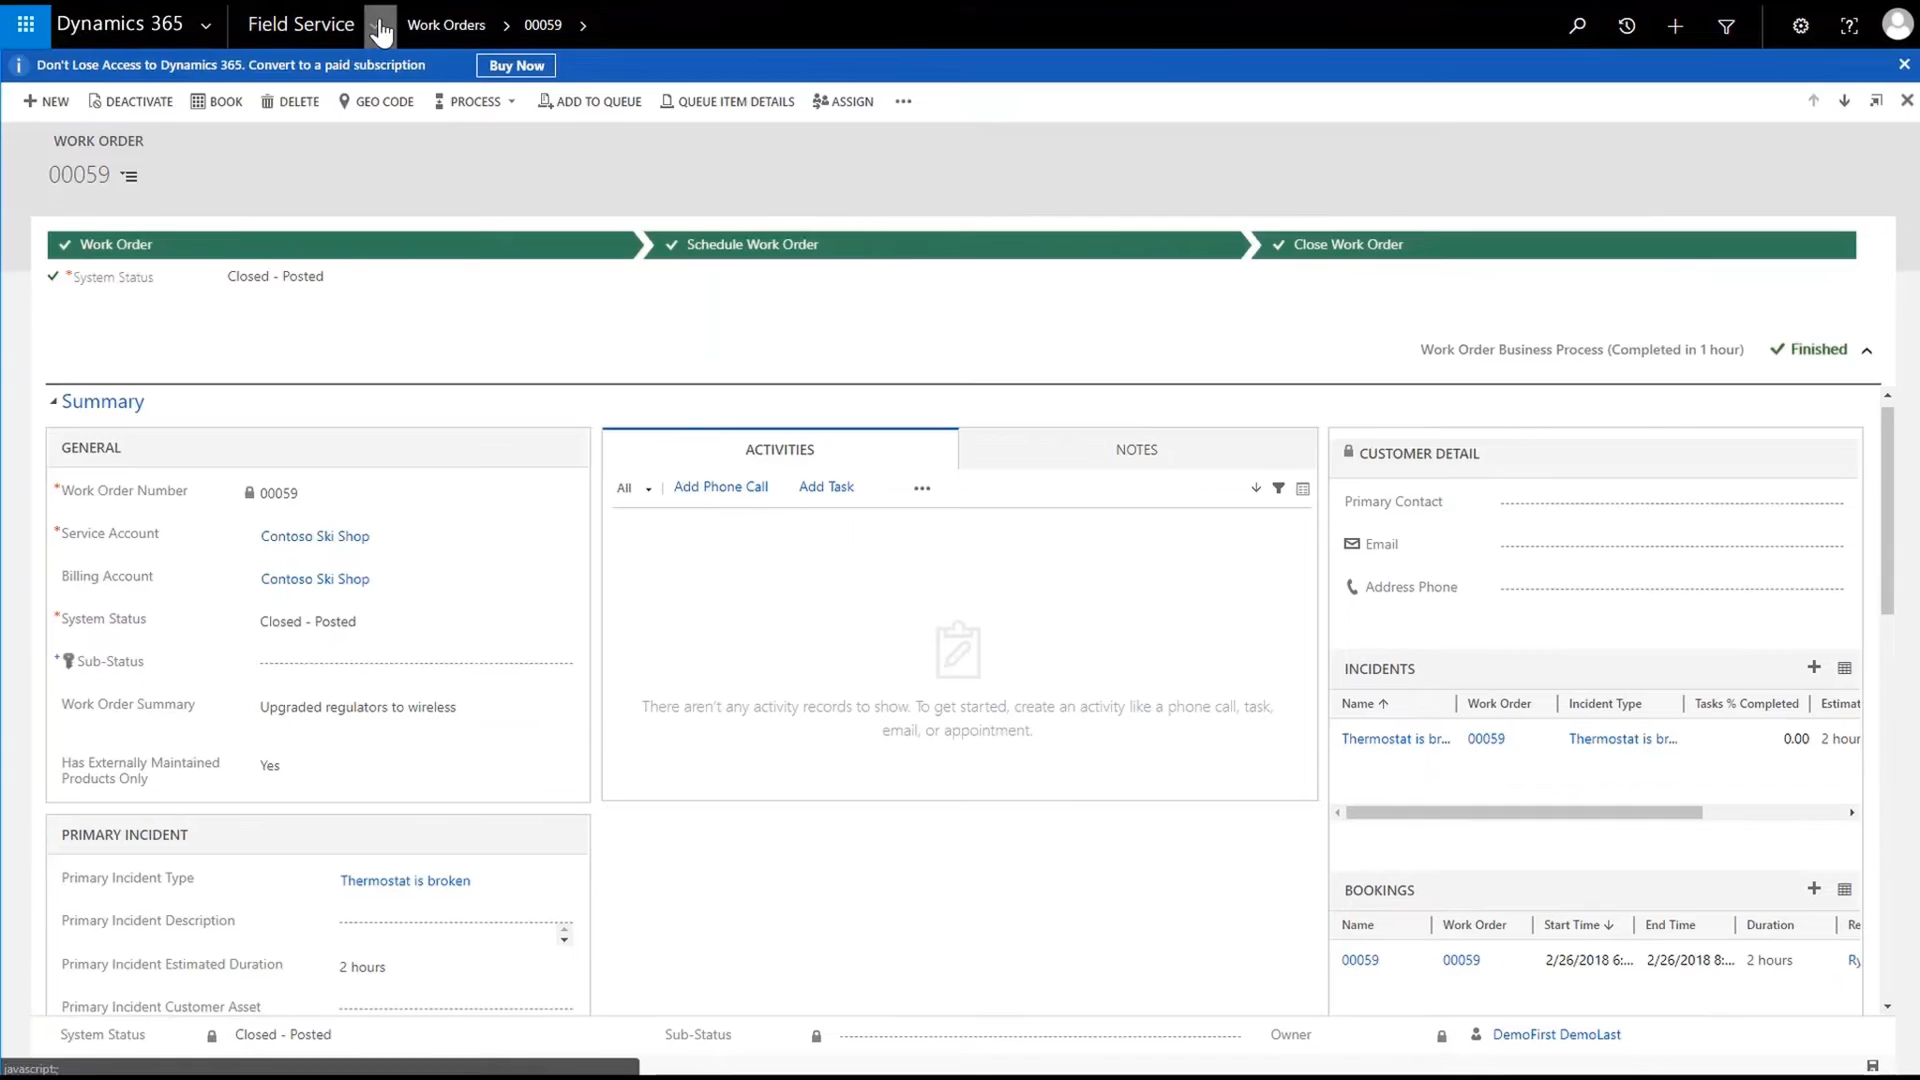 Dynamics 365 Field Service Work Orders 00059
Don't Lose Access to Dynamics 365. Convert to a paid subscription Buy Now
NEW DEACTIVATE BOOK DELETE GEO CODE PROCESS ADD TO QUEUE QUEUE ITEM DETAILS ASSIGN
WORK ORDER
00059
Work Order Schedule Work Order Close Work Order
*System Status Closed - Posted
Work Order Business Process (Completed in 1 hour) Finished
Summary
GENERAL
*Work Order Number 00059
*Service Account Contoso Ski Shop
Billing Account Contoso Ski Shop
*System Status Closed - Posted
+ Sub-Status
Work Order Summary Upgraded regulators to wireless
Has Externally Maintained
Products Only Yes
PRIMARY INCIDENT
Primary Incident Type Thermostat is broken
Primary Incident Description
Primary Incident Estimated Duration 2 hours
Primary Incident Customer Asset
ACTIVITIES NOTES
All Add Phone Call Add Task
There aren't any activity records to show. To get started, create an activity like a phone call, task,
email, or appointment.
CUSTOMER DETAIL
Primary Contact
Email
Address Phone
INCIDENTS
Name Work Order Incident Type Tasks % Completed Estimat
Thermostat is br... 00059 Thermostat is br... 0.00 2 hour
BOOKINGS
Name Work Order Start Time End Time Duration Re
00059 00059 2/26/2018 6:... 2/26/2018 8:... 2 hours Ry
System Status Closed - Posted Sub-Status Owner DemoFirst DemoLast
javascript:;